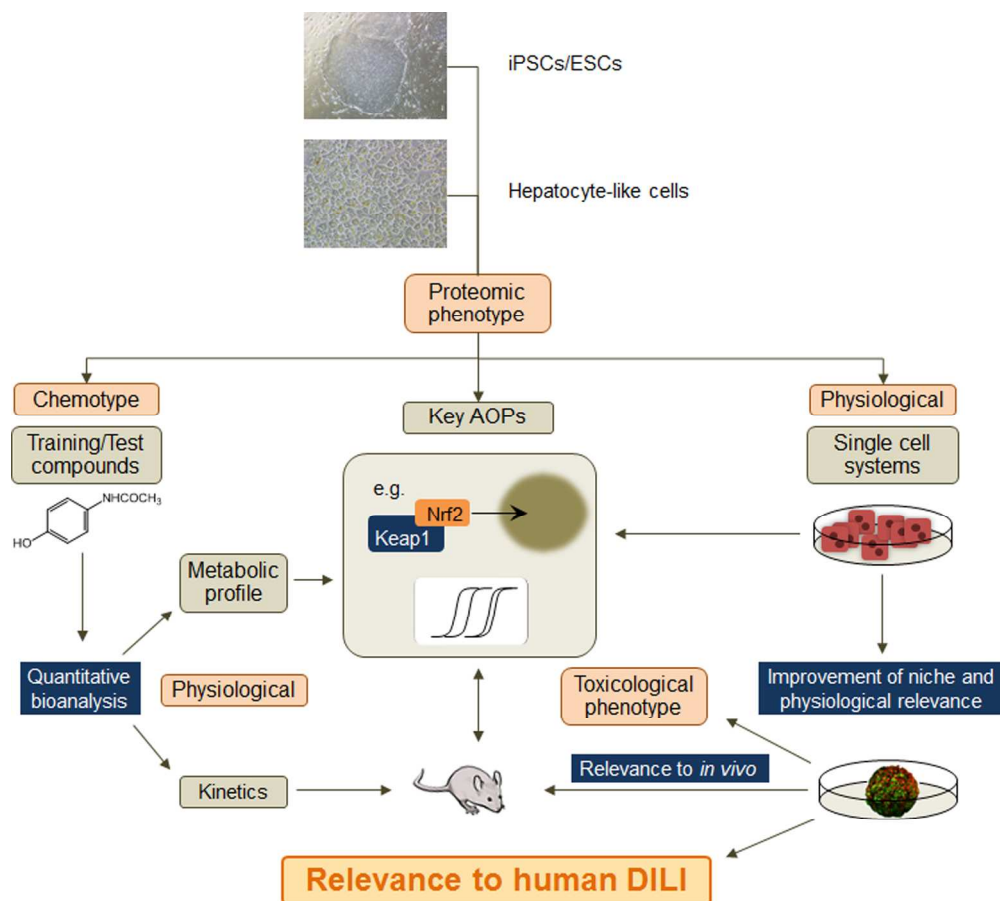 iPSCs/ESCs
Hepatocyte-like cells
Proteomic
phenotype
Chemotype
Key AOPs
Physiological
Training/Test
compounds
Single cell
systems
NHCOCH₃
HO
e.g.
Nrf2
Keap1
Metabolic
profile
Quantitative
bioanalysis
Physiological
Toxicological
phenotype
Improvement of niche and
physiological relevance
Relevance to in vivo
Kinetics
Relevance to human DILI